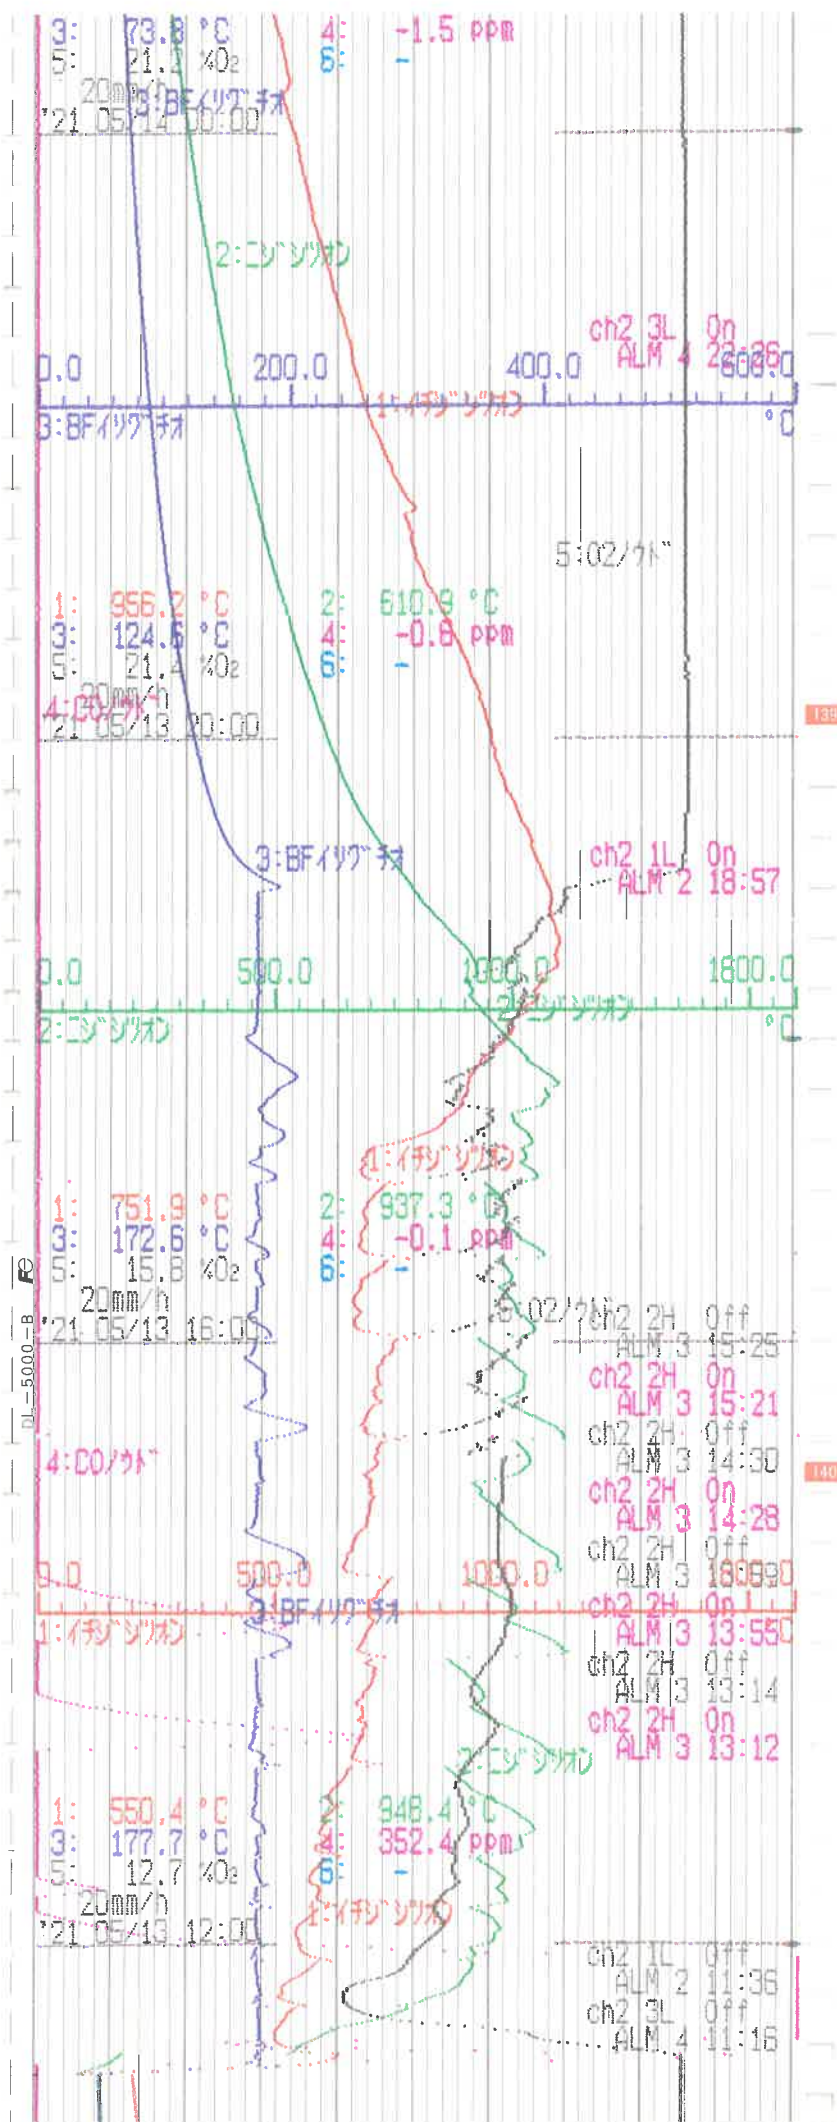 3: 73.8 °C 4: -1.5 ppm
5: 21.2 %O₂ 6: -
20mm/h
3:BFイリグチオ
'21 05/14 00:00
2:ニジシツオン
ch2 3L On
ALM 4 22:26
0.0 200.0 400.0 600.0
1:イチジシツオン
3:BFイリグチオ °C
5:O2ノウド
1: 956.2 °C 2: 610.9 °C
3: 124.6 °C 4: -0.8 ppm
5: 21.4 %O₂ 6: -
20mm/h
4:COノウド
'21 05/13 20:00
3:BFイリグチオ
ch2 1L On
ALM 2 18:57
0.0 500.0 1000.0 1800.0
2:ニジシツオン
2:ニジシツオン °C
1:イチジシツオン
1: 751.9 °C 2: 937.3 °C
3: 172.6 °C 4: -0.1 ppm
5: 15.8 %O₂ 6: -
20mm/h
5:O2ノウド
'21 05/13 16:00
DL-5000-B Fe
ch2 2H Off
ALM 3 15:25
ch2 2H On
ALM 3 15:21
ch2 2H Off
ALM 3 14:30
4:COノウド
ch2 2H On
ALM 3 14:28
ch2 2H Off
ALM 3
0.0 500.0 1000.0 1800.0
3:BFイリグチオ
1:イチジシツオン
ch2 2H On
ALM 3 13:55
ch2 2H Off
ALM 3 13:14
ch2 2H On
ALM 3 13:12
2:ニジシツオン
1: 550.4 °C 2: 948.4 °C
3: 177.7 °C 4: 352.4 ppm
5: 12.7 %O₂ 6: -
20mm/h
1:イチジシツオン
'21 05/13 12:00
ch2 1L Off
ALM 2 11:36
ch2 3L Off
ALM 4 11:16
139
140